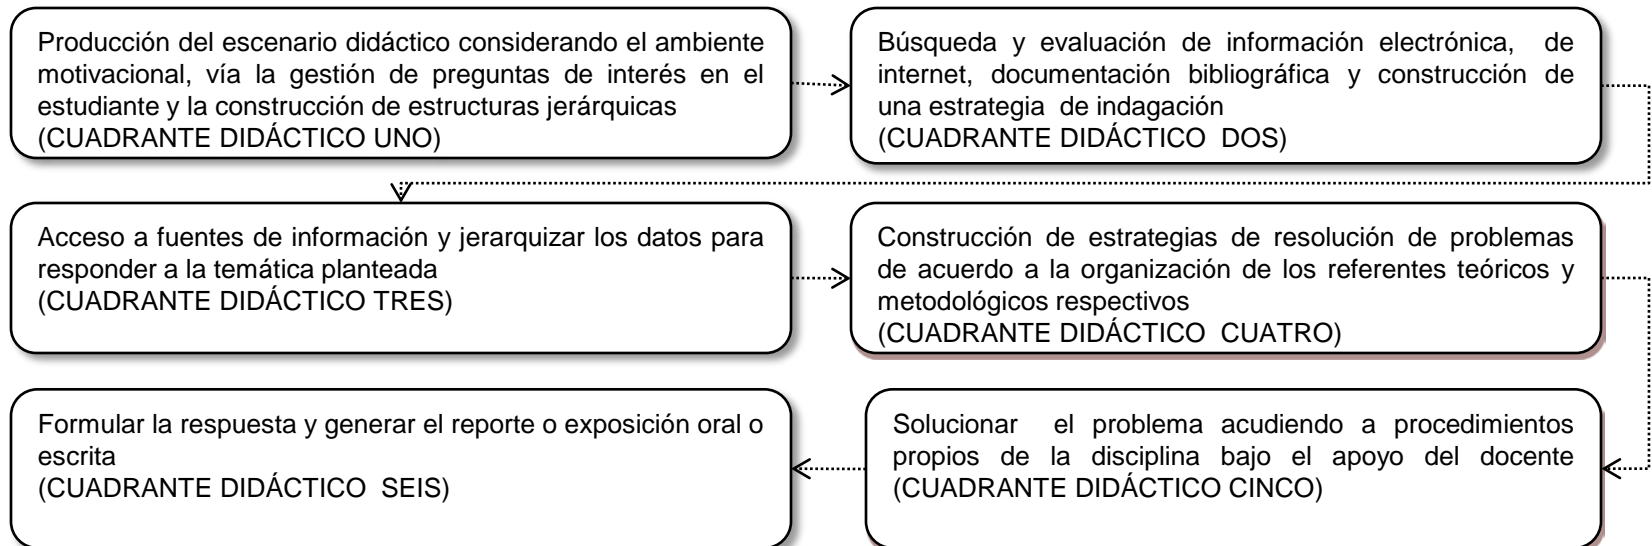 Producción del escenario didáctico considerando el ambiente
motivacional, vía la gestión de preguntas de interés en el
estudiante y la construcción de estructuras jerárquicas
(CUADRANTE DIDÁCTICO UNO)
Búsqueda y evaluación de información electrónica, de
internet, documentación bibliográfica y construcción de
una estrategia de indagación
(CUADRANTE DIDÁCTICO DOS)
Acceso a fuentes de información y jerarquizar los datos para
responder a la temática planteada
(CUADRANTE DIDÁCTICO TRES)
Construcción de estrategias de resolución de problemas
de acuerdo a la organización de los referentes teóricos y
metodológicos respectivos
(CUADRANTE DIDÁCTICO CUATRO)
Solucionar el problema acudiendo a procedimientos
propios de la disciplina bajo el apoyo del docente
(CUADRANTE DIDÁCTICO CINCO)
Formular la respuesta y generar el reporte o exposición oral o
escrita
(CUADRANTE DIDÁCTICO SEIS)